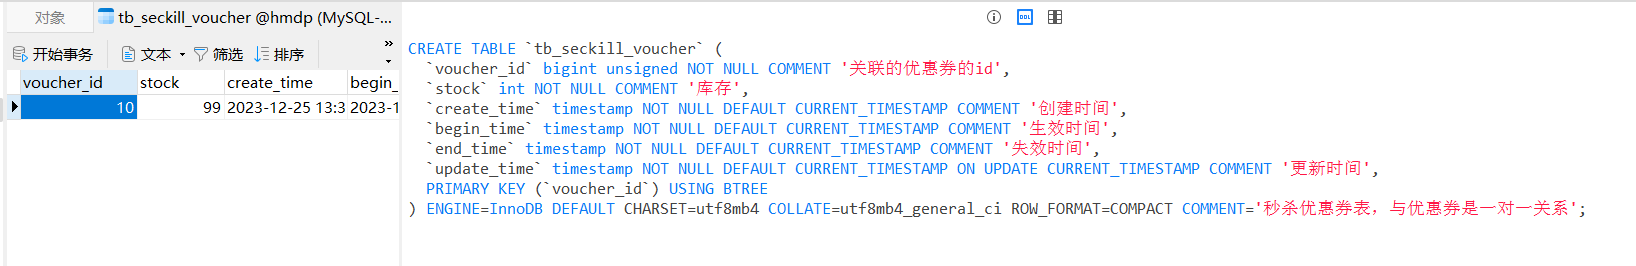 对象
tb_seckill_voucher @hmdp (MySQL-...
开始事务 文本 筛选 排序 »
voucher_id stock create_time begin_
10 99 2023-12-25 13:3 2023-1
CREATE TABLE `tb_seckill_voucher` (
`voucher_id` bigint unsigned NOT NULL COMMENT '关联的优惠券的id',
`stock` int NOT NULL COMMENT '库存',
`create_time` timestamp NOT NULL DEFAULT CURRENT_TIMESTAMP COMMENT '创建时间',
`begin_time` timestamp NOT NULL DEFAULT CURRENT_TIMESTAMP COMMENT '生效时间',
`end_time` timestamp NOT NULL DEFAULT CURRENT_TIMESTAMP COMMENT '失效时间',
`update_time` timestamp NOT NULL DEFAULT CURRENT_TIMESTAMP ON UPDATE CURRENT_TIMESTAMP COMMENT '更新时间',
PRIMARY KEY (`voucher_id`) USING BTREE
) ENGINE=InnoDB DEFAULT CHARSET=utf8mb4 COLLATE=utf8mb4_general_ci ROW_FORMAT=COMPACT COMMENT='秒杀优惠券表，与优惠券是一对一关系';